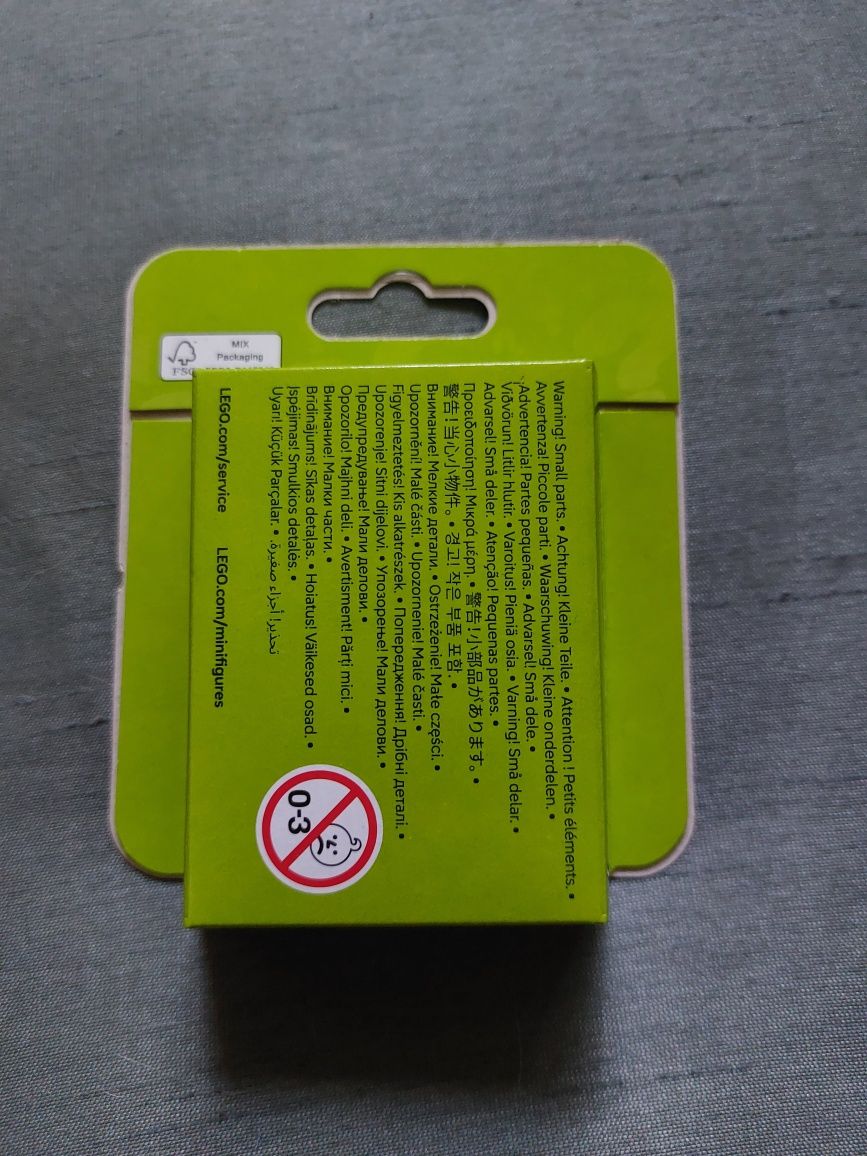 MIX
Packaging
FSC
Warning! Small parts. • Achtung! Kleine Teile. • Attention ! Petits éléments. •
Avvertenza! Piccole parti. • Waarschuwing! Kleine onderdelen. •
¡Advertencia! Partes pequeñas. • Advarsel! Små dele. •
Viðvörun! Litlir hlutir. • Varoitus! Pieniä osia. • Varning! Små delar. •
Advarsel! Små deler. • Atenção! Pequenas partes. •
Προειδοποίηση! Μικρά μέρη. • 警告!小部品があります。 •
警告!当心小物件。 • 경고! 작은 부품 포함. •
Внимание! Мелкие детали. • Ostrzeżenie! Małe części. •
Upozornění! Malé části. • Upozornenie! Malé časti. •
Figyelmeztetés! Kis alkatrészek. • Попередження! Дрібні деталі. •
Upozorenje! Sitni dijelovi. • Упозорење! Мали делови. •
Предупредување! Мали делови. •
Opozorilo! Majhni deli. • Avertisment! Părți mici. •
Внимание! Малки части. •
Brīdinājums! Sīkas detaļas. • Hoiatus! Väikesed osad. •
Įspėjimas! Smulkios detalės. •
Uyarı! Küçük Parçalar. • تحذير! أجزاء صغيرة.
LEGO.com/service LEGO.com/minifigures
0-3